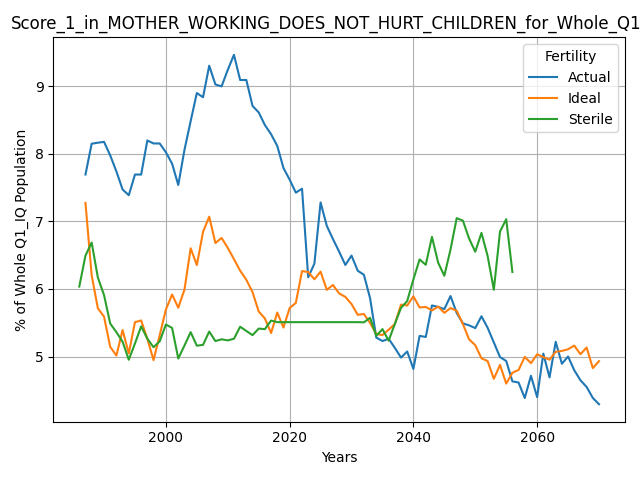 Score_1_in_MOTHER_WORKING_DOES_NOT_HURT_CHILDREN_for_Whole_Q1
Fertility
Actual
Ideal
Sterile
% of Whole Q1_IQ Population
9
8
7
6
5
2000 2020 2040 2060
Years